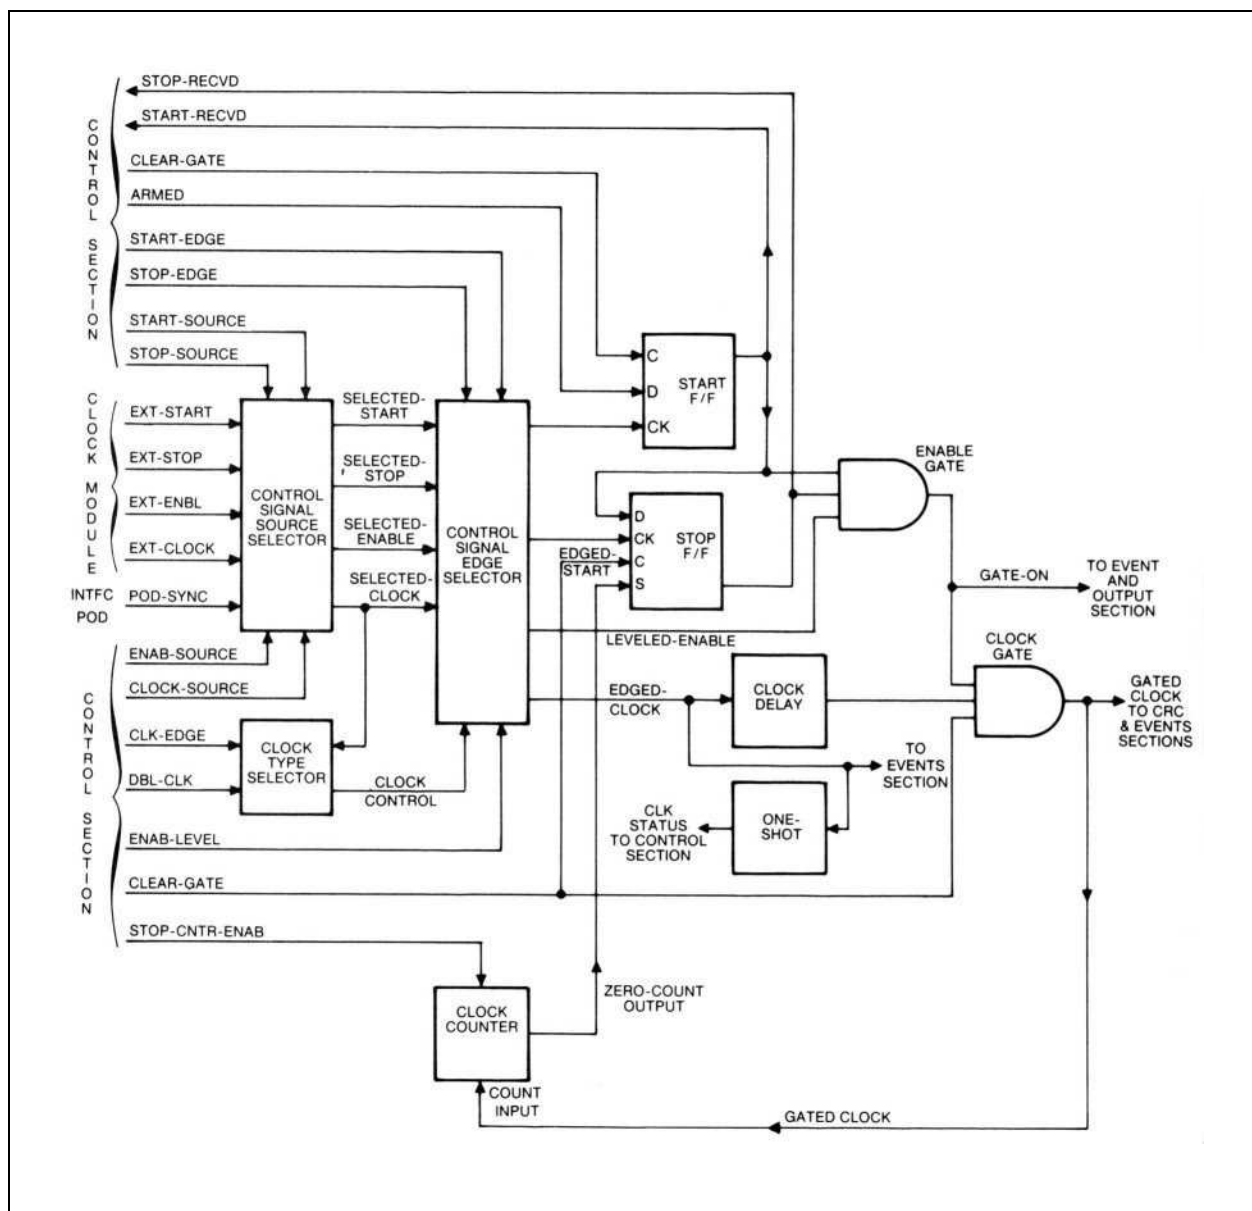 STOP-RECVD
START-RECVD
CLEAR-GATE
ARMED
START-EDGE
STOP-EDGE
START-SOURCE
STOP-SOURCE
CONTROL SECTION
CLOCK MODULE
EXT-START
EXT-STOP
EXT-ENBL
EXT-CLOCK
INTFC
POD
POD-SYNC
CONTROL SECTION
ENAB-SOURCE
CLOCK-SOURCE
CLK-EDGE
DBL-CLK
ENAB-LEVEL
CLEAR-GATE
STOP-CNTR-ENAB
CONTROL
SIGNAL
SOURCE
SELECTOR
CLOCK
TYPE
SELECTOR
SELECTED-
START
SELECTED-
STOP
SELECTED-
ENABLE
SELECTED-
CLOCK
CLOCK
CONTROL
CONTROL
SIGNAL
EDGE
SELECTOR
C
D
CK
START
F/F
D
CK
C
S
STOP
F/F
EDGED-
START
LEVELED-ENABLE
EDGED-
CLOCK
CLOCK
DELAY
ENABLE
GATE
GATE-ON
TO EVENT
AND
OUTPUT
SECTION
CLOCK
GATE
GATED
CLOCK
TO CRC
& EVENTS
SECTIONS
TO
EVENTS
SECTION
ONE-
SHOT
CLK
STATUS
TO CONTROL
SECTION
CLOCK
COUNTER
ZERO-COUNT
OUTPUT
COUNT
INPUT
GATED CLOCK